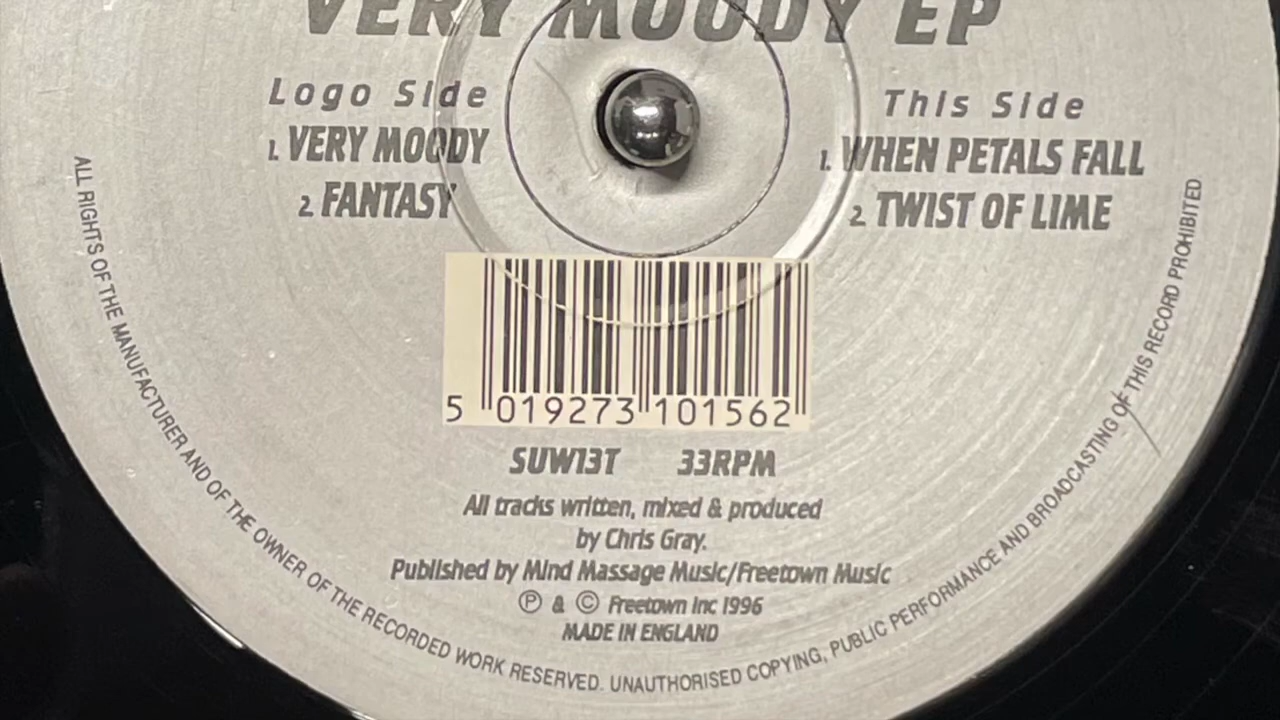 VERY MOODY EP
Logo Side
1. VERY MOODY
2. FANTASY
This Side
1. WHEN PETALS FALL
2. TWIST OF LIME
5 019273 101562
SUW13T 33RPM
All tracks written, mixed & produced
by Chris Gray.
Published by Mind Massage Music/Freetown Music
Ⓟ & © Freetown Inc 1996
MADE IN ENGLAND
ALL RIGHTS OF THE MANUFACTURER AND OF THE OWNER OF THE RECORDED WORK RESERVED. UNAUTHORISED COPYING, PUBLIC PERFORMANCE AND BROADCASTING OF THIS RECORD PROHIBITED